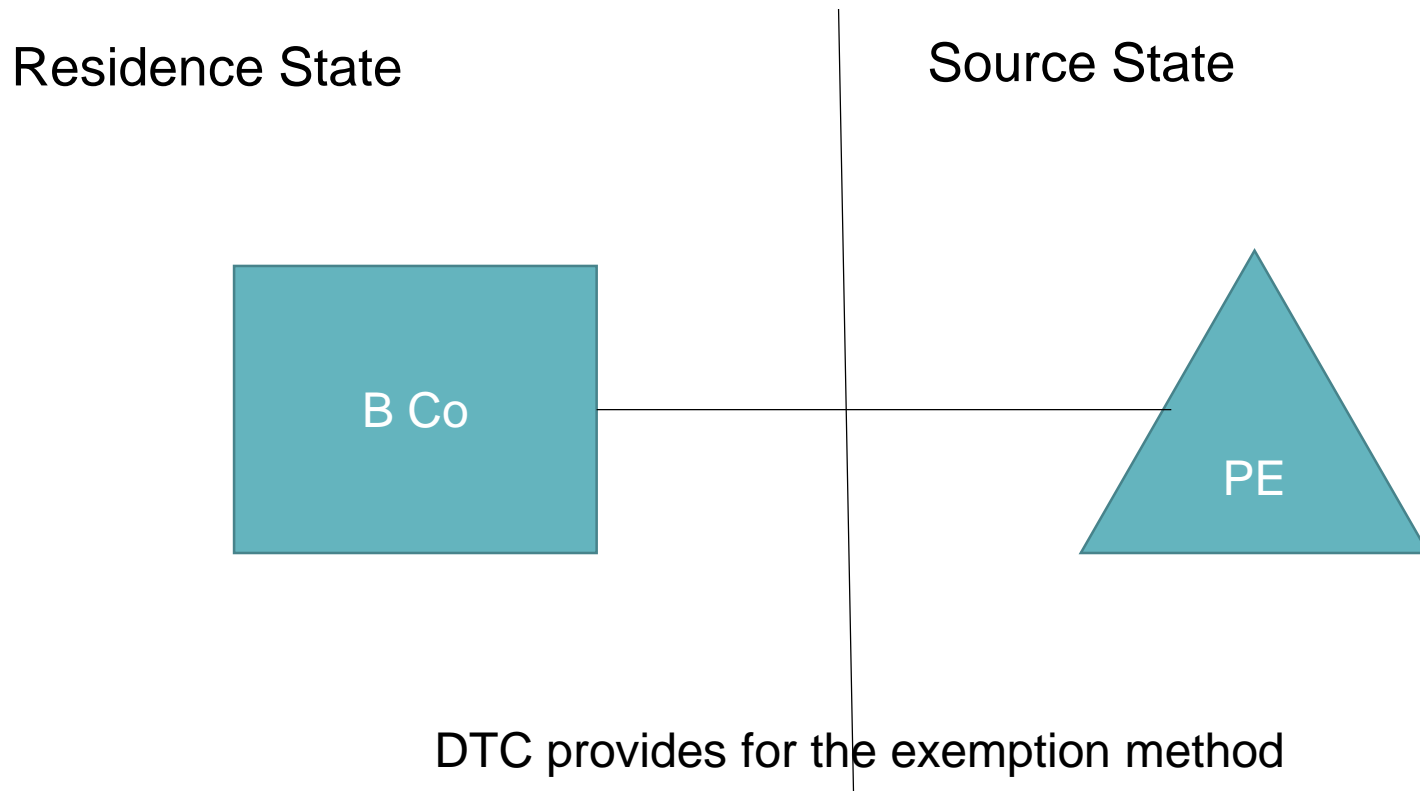 Residence State
Source State
B Co
PE
DTC provides for the exemption method